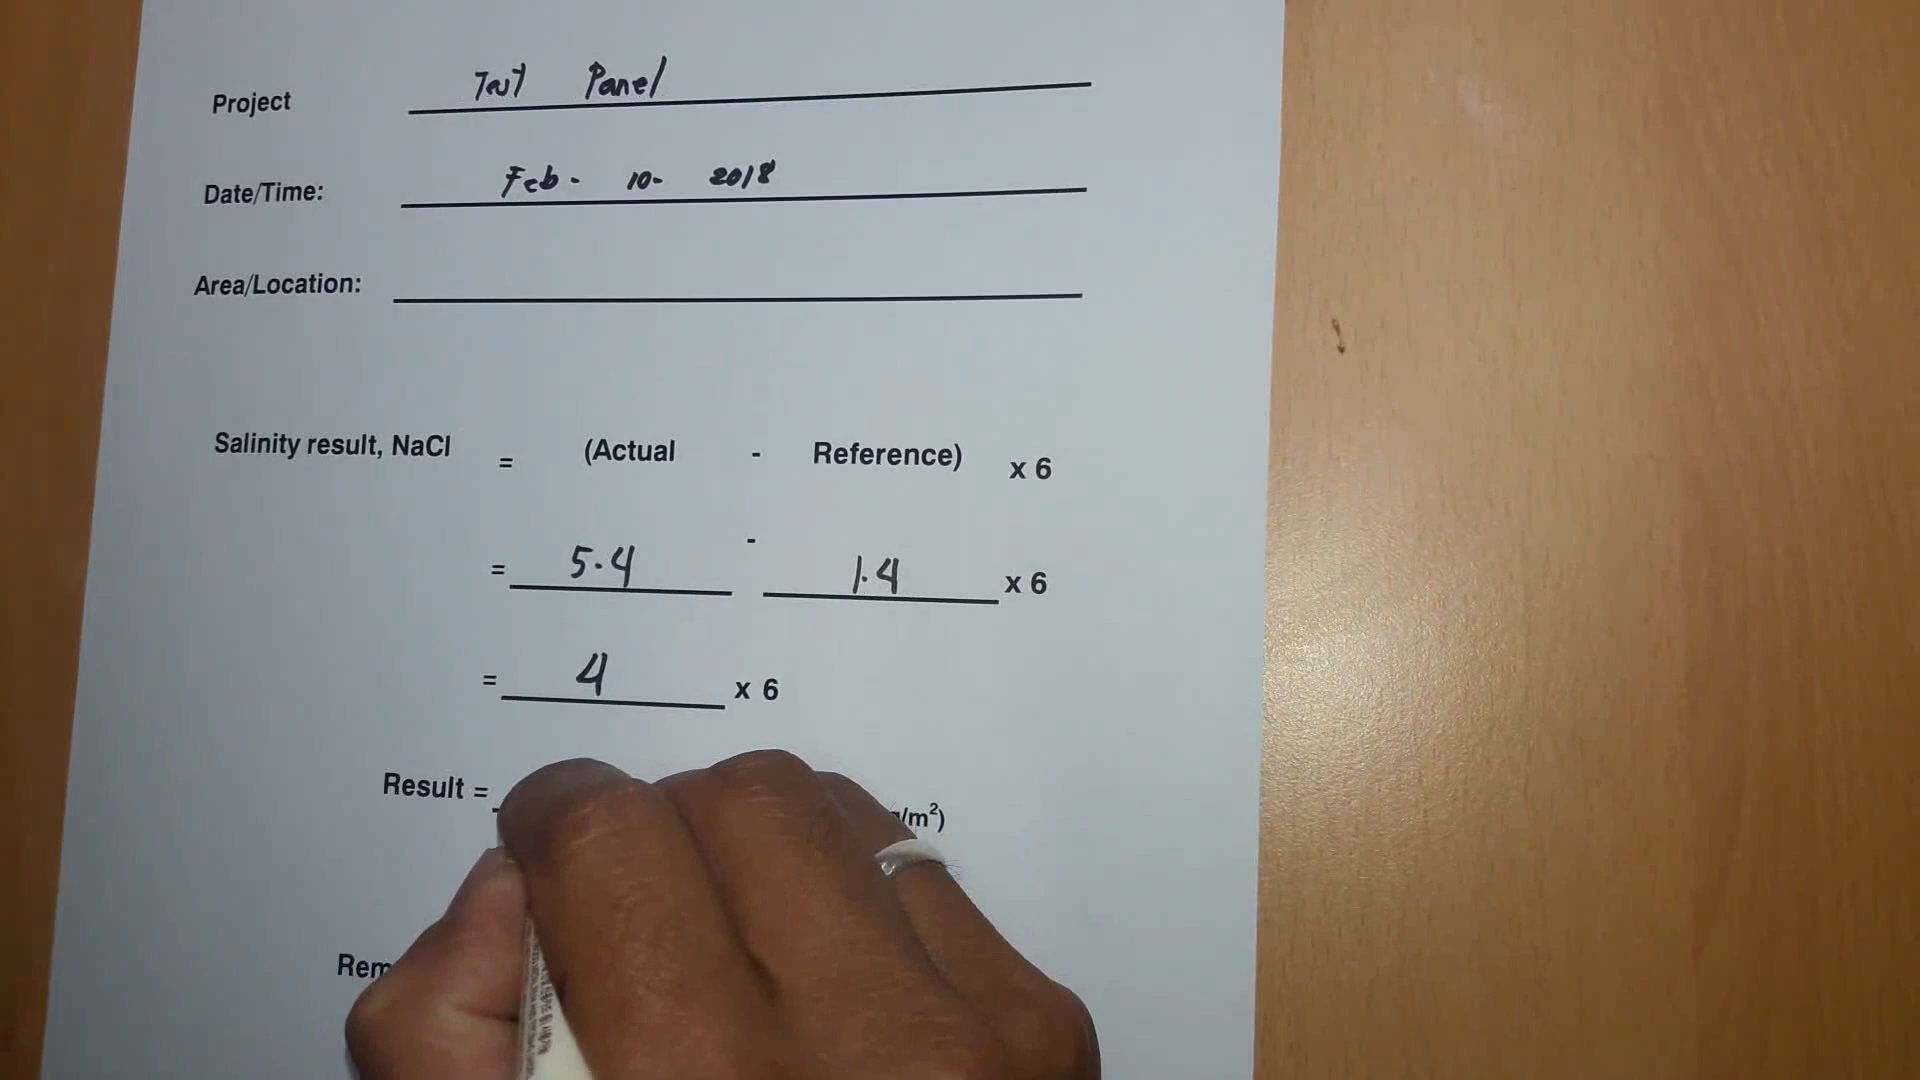 Project Test Panel
Date/Time: Feb- 10- 2018
Area/Location:
Salinity result, NaCl = (Actual - Reference) x 6
= 5.4 - 1.4 x 6
= 4 x 6
Result = /m²)